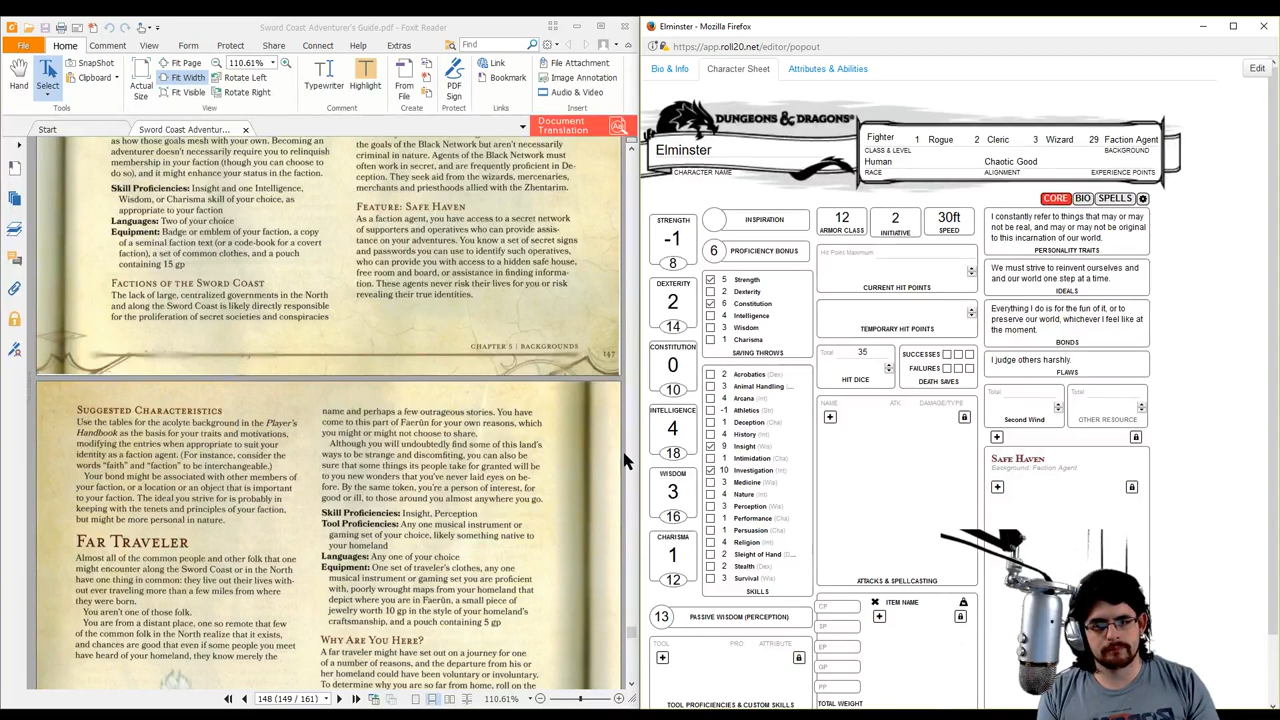 Sword Coast Adventurer's Guide.pdf - Foxit Reader
File Home Comment View Form Protect Share Connect Help Extras Find
Hand Select SnapShot Clipboard Actual Size Fit Page Fit Width Fit Visible 110.61% Rotate Left Rotate Right Typewriter Highlight From File PDF Sign Link Bookmark File Attachment Image Annotation Audio & Video
Tools View Comment Create Protect Links Insert
Start Sword Coast Adventur... Document Translation
as how those goals mesh with your own. Becoming an
adventurer doesn't necessarily require you to relinquish
membership in your faction (though you can choose to
do so), and it might enhance your status in the faction.
Skill Proficiencies: Insight and one Intelligence,
Wisdom, or Charisma skill of your choice, as
appropriate to your faction
Languages: Two of your choice
Equipment: Badge or emblem of your faction, a copy
of a seminal faction text (or a code-book for a covert
faction), a set of common clothes, and a pouch
containing 15 gp
Factions of the Sword Coast
The lack of large, centralized governments in the North
and along the Sword Coast is likely directly responsible
for the proliferation of secret societies and conspiracies
the goals of the Black Network but aren't necessarily
criminal in nature. Agents of the Black Network must
often work in secret, and are frequently proficient in De-
ception. They seek aid from the wizards, mercenaries,
merchants and priesthoods allied with the Zhentarim.
Feature: Safe Haven
As a faction agent, you have access to a secret network
of supporters and operatives who can provide assis-
tance on your adventures. You know a set of secret signs
and passwords you can use to identify such operatives,
who can provide you with access to a hidden safe house,
free room and board, or assistance in finding informa-
tion. These agents never risk their lives for you or risk
revealing their true identities.
CHAPTER 5 | BACKGROUNDS
147
Suggested Characteristics
Use the tables for the acolyte background in the Player's
Handbook as the basis for your traits and motivations,
modifying the entries when appropriate to suit your
identity as a faction agent. (For instance, consider the
words "faith" and "faction" to be interchangeable.)
Your bond might be associated with other members of
your faction, or a location or an object that is important
to your faction. The ideal you strive for is probably in
keeping with the tenets and principles of your faction,
but might be more personal in nature.
Far Traveler
Almost all of the common people and other folk that one
might encounter along the Sword Coast or in the North
have one thing in common: they live out their lives with-
out ever traveling more than a few miles from where
they were born.
You aren't one of those folk.
You are from a distant place, one so remote that few
of the common folk in the North realize that it exists,
and chances are good that even if some people you meet
have heard of your homeland, they know merely the
name and perhaps a few outrageous stories. You have
come to this part of Faerûn for your own reasons, which
you might or might not choose to share.
Although you will undoubtedly find some of this land's
ways to be strange and discomfiting, you can also be
sure that some things its people take for granted will be
to you new wonders that you've never laid eyes on be-
fore. By the same token, you're a person of interest, for
good or ill, to those around you almost anywhere you go.
Skill Proficiencies: Insight, Perception
Tool Proficiencies: Any one musical instrument or
gaming set of your choice, likely something native to
your homeland
Languages: Any one of your choice
Equipment: One set of traveler's clothes, any one
musical instrument or gaming set you are proficient
with, poorly wrought maps from your homeland that
depict where you are in Faerûn, a small piece of
jewelry worth 10 gp in the style of your homeland's
craftsmanship, and a pouch containing 5 gp
Why Are You Here?
A far traveler might have set out on a journey for one
of a number of reasons, and the departure from his or
her homeland could have been voluntary or involuntary.
To determine why you are so far from home, roll on the
148 (149 / 161) 110.61%
Elminster - Mozilla Firefox
https://app.roll20.net/editor/popout
Bio & Info Character Sheet Attributes & Abilities Edit
DUNGEONS & DRAGONS
Elminster
CHARACTER NAME
Fighter 1 Rogue 2 Cleric 3 Wizard 29 Faction Agent
CLASS & LEVEL BACKGROUND
Human Chaotic Good
RACE ALIGNMENT EXPERIENCE POINTS
CORE BIO SPELLS
STRENGTH
-1
8
DEXTERITY
2
14
CONSTITUTION
0
10
INTELLIGENCE
4
18
WISDOM
3
16
CHARISMA
1
12
INSPIRATION
6 PROFICIENCY BONUS
5 Strength
2 Dexterity
6 Constitution
4 Intelligence
3 Wisdom
1 Charisma
SAVING THROWS
2 Acrobatics (Dex)
3 Animal Handling (...
4 Arcana (Int)
-1 Athletics (Str)
1 Deception (Cha)
4 History (Int)
9 Insight (Wis)
1 Intimidation (Cha)
10 Investigation (Int)
3 Medicine (Wis)
4 Nature (Int)
3 Perception (Wis)
1 Performance (Cha)
1 Persuasion (Cha)
4 Religion (Int)
2 Sleight of Hand (D...
2 Stealth (Dex)
3 Survival (Wis)
SKILLS
13 PASSIVE WISDOM (PERCEPTION)
TOOL PRO ATTRIBUTE
TOOL PROFICIENCIES & CUSTOM SKILLS
12 2 30ft
ARMOR CLASS INITIATIVE SPEED
Hit Point Maximum
CURRENT HIT POINTS
TEMPORARY HIT POINTS
Total 35
HIT DICE
SUCCESSES
FAILURES
DEATH SAVES
NAME ATK DAMAGE/TYPE
ATTACKS & SPELLCASTING
CP
SP
EP
GP
PP
ITEM NAME
TOTAL WEIGHT
I constantly refer to things that may or may
not be real, and may or may not be original
to this incarnation of our world.
PERSONALITY TRAITS
We must strive to reinvent ourselves and
and our world one step at a time.
IDEALS
Everything I do is for the fun of it, or to
preserve our world, whichever I feel like at
the moment.
BONDS
I judge others harshly.
FLAWS
Total Total
Second Wind OTHER RESOURCE
Safe Haven
Background: Faction Agent